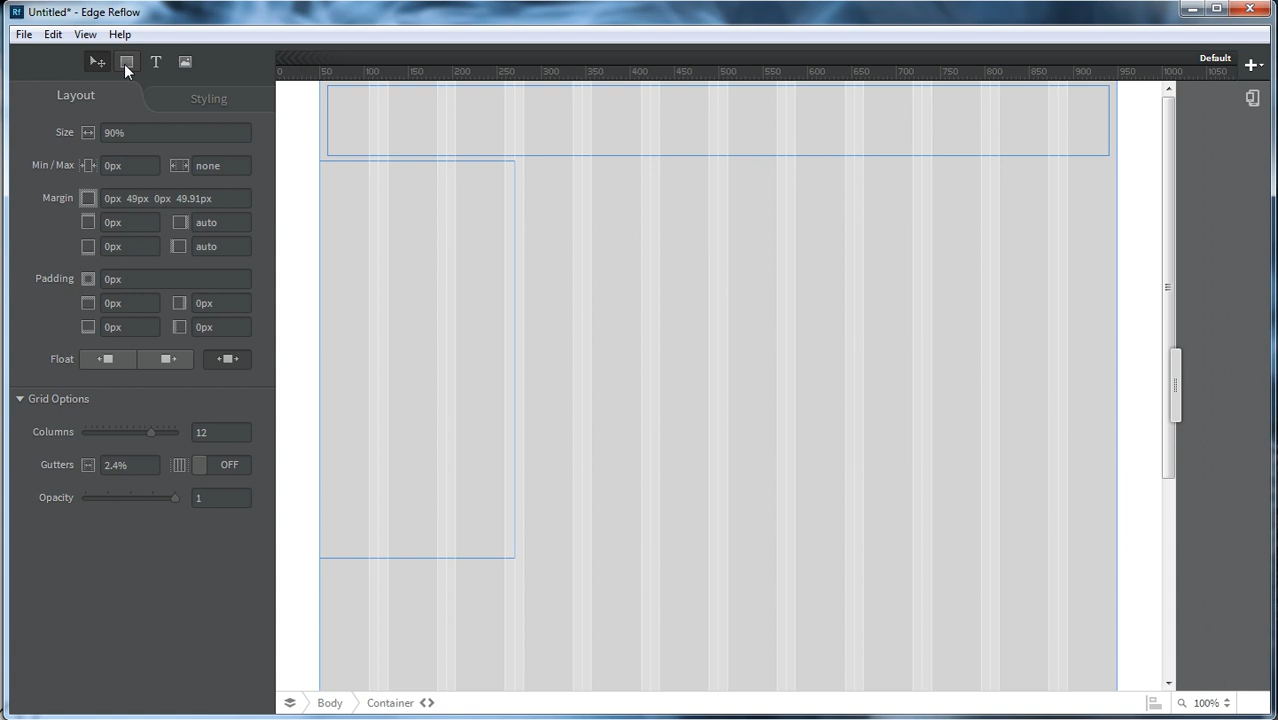 Rf Untitled* - Edge Reflow
File Edit View Help
T
Default
0 50 100 150 200 250 300 350 400 450 500 550 600 650 700 750 800 850 900 950 1000 1050
Layout Styling
Size 90%
Min / Max 0px none
Margin 0px 49px 0px 49.91px
0px auto
0px auto
Padding 0px
0px 0px
0px 0px
Float
Grid Options
Columns 12
Gutters 2.4% OFF
Opacity 1
Body Container 100%